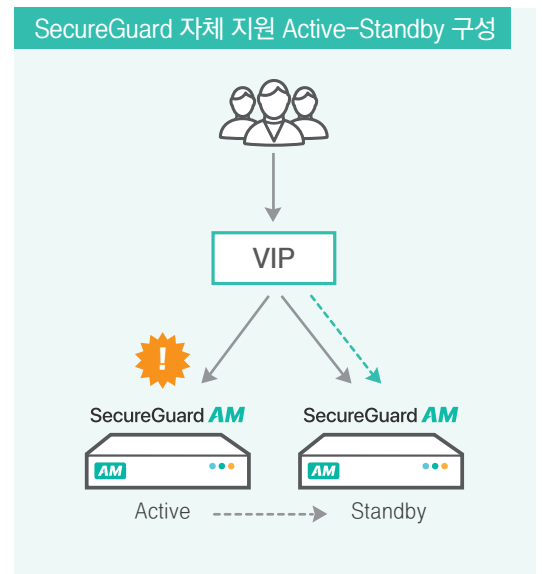 SecureGuard 자체 지원 Active-Standby 구성
VIP
!
SecureGuard AM
SecureGuard AM
AM
AM
Active
Standby